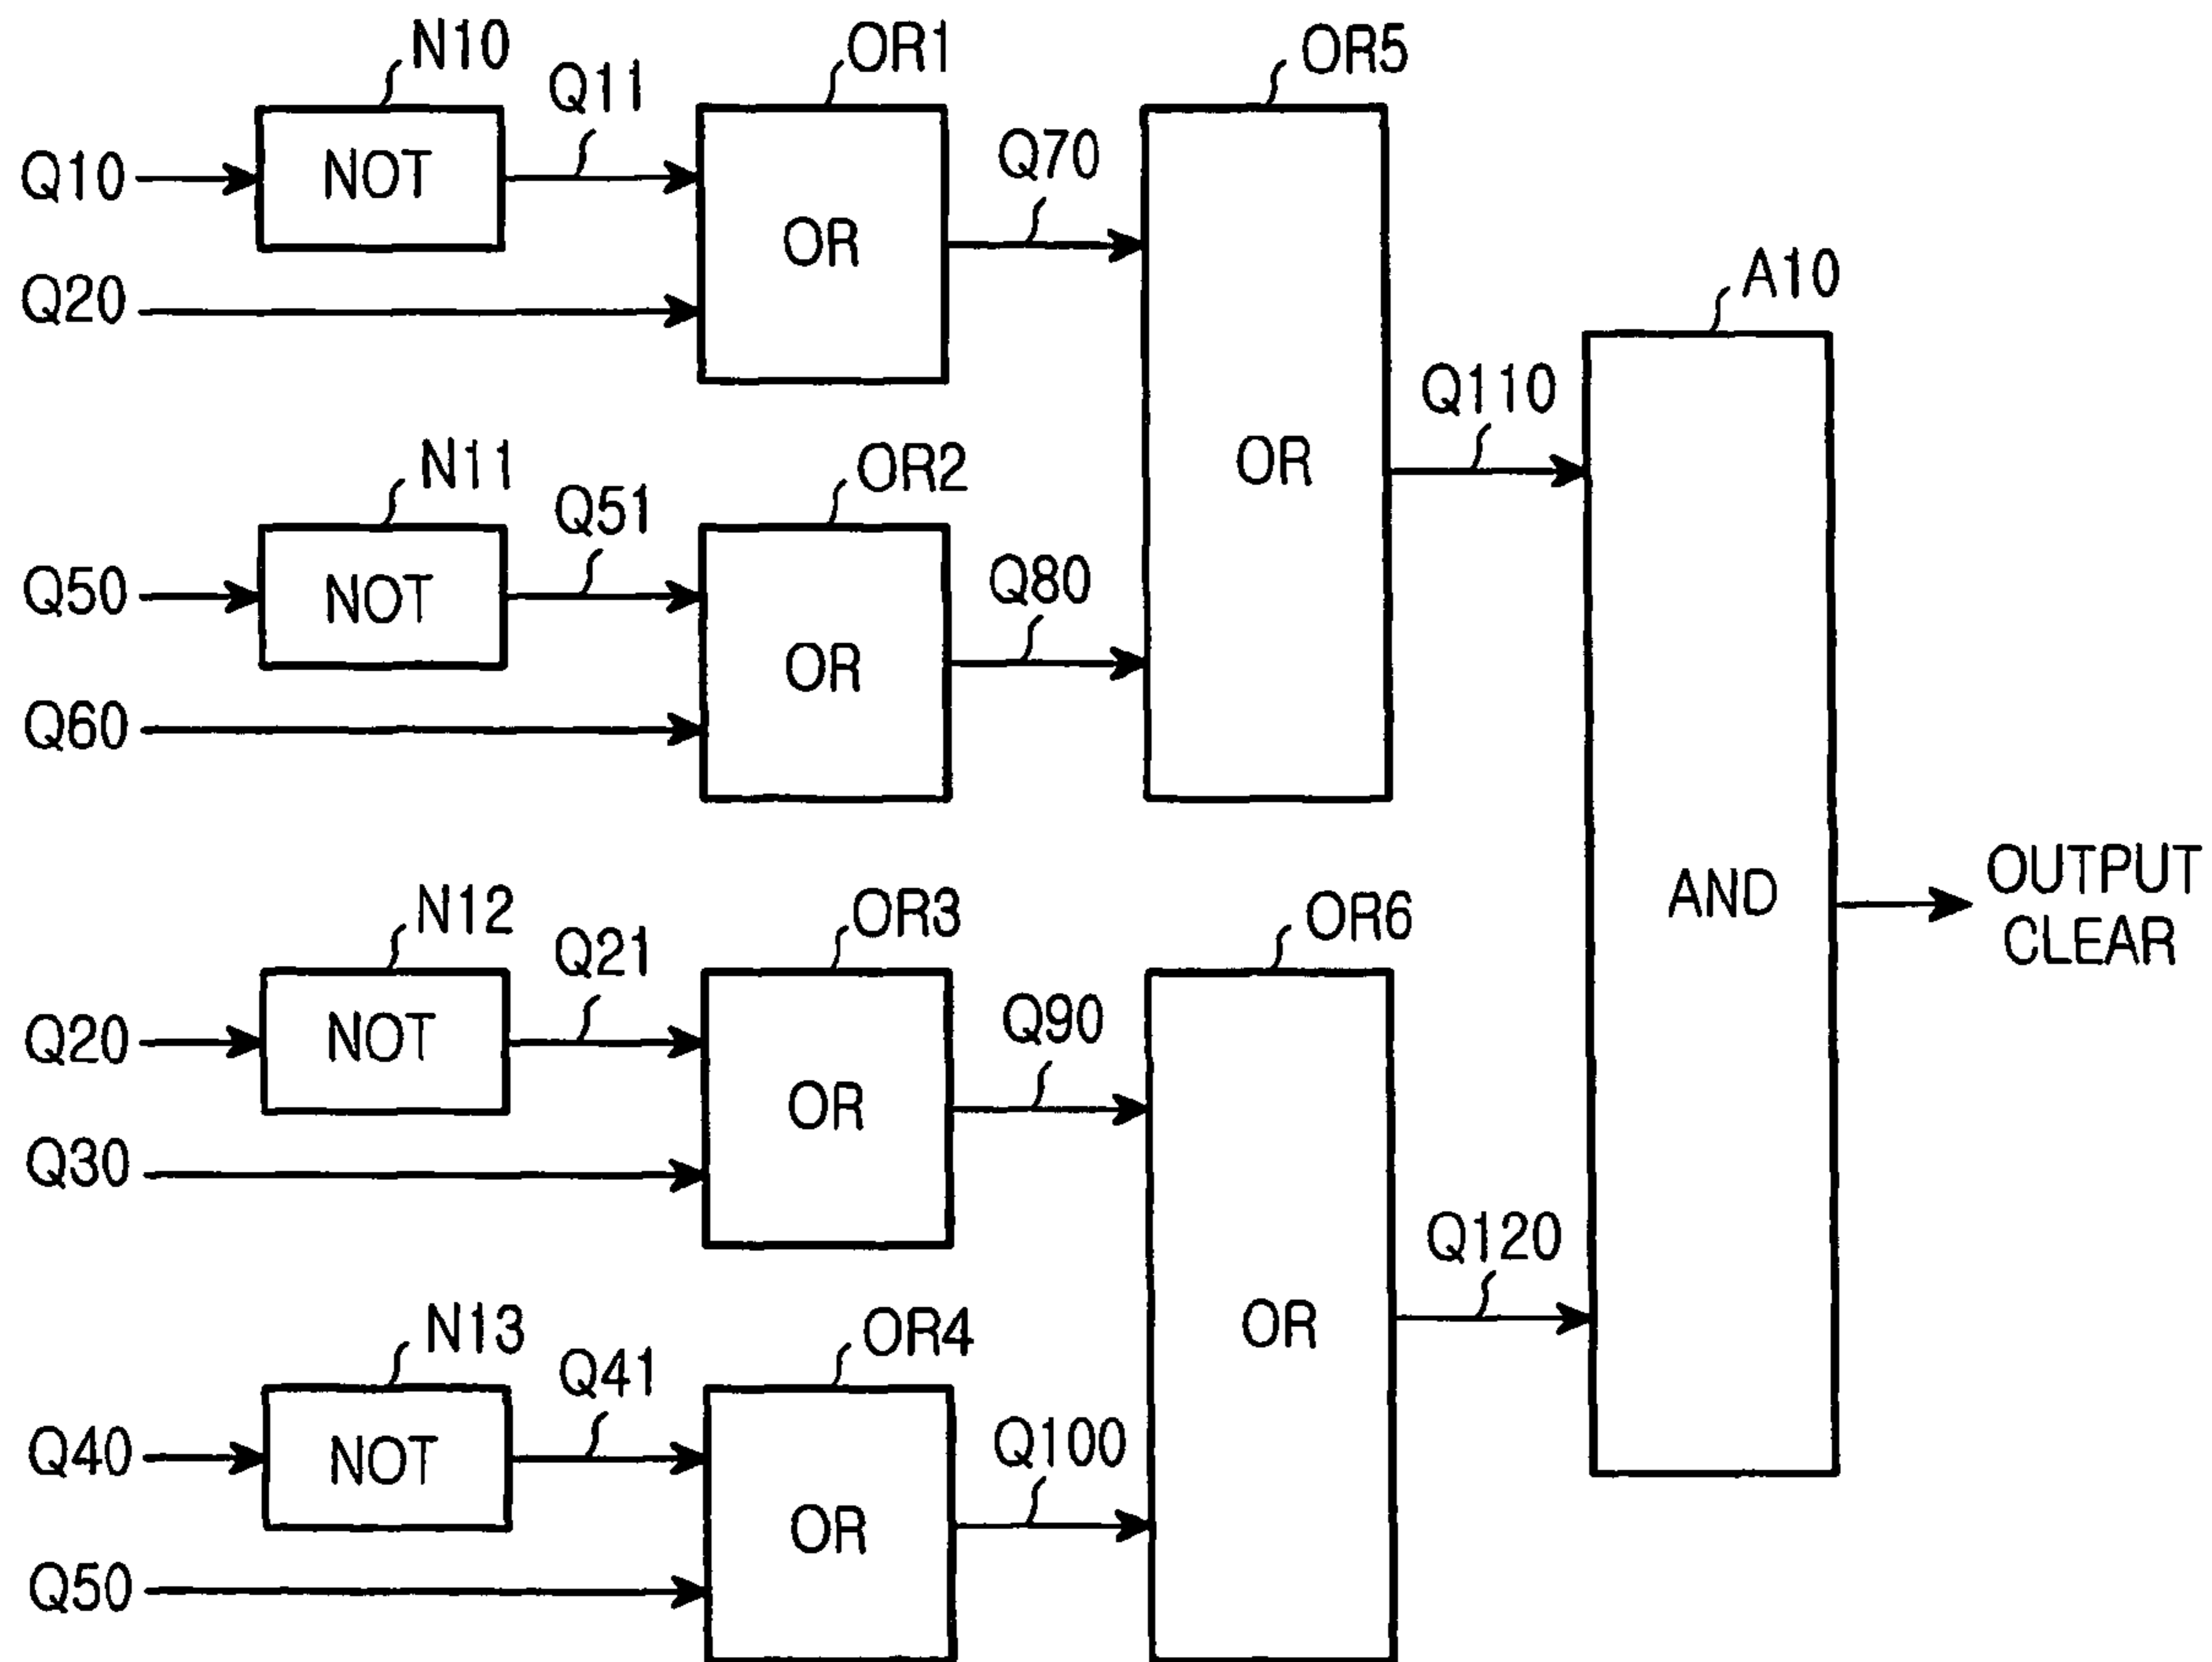 N10
Q11
OR1
OR5
Q10
NOT
Q70
OR
Q20
A10
Q110
N11
Q51
OR2
OR
Q50
NOT
Q80
OR
Q60
OUTPUT
CLEAR
AND
N12
Q21
OR3
OR6
Q20
NOT
Q90
OR
Q30
Q120
N13
Q41
OR4
OR
Q40
NOT
Q100
OR
Q50